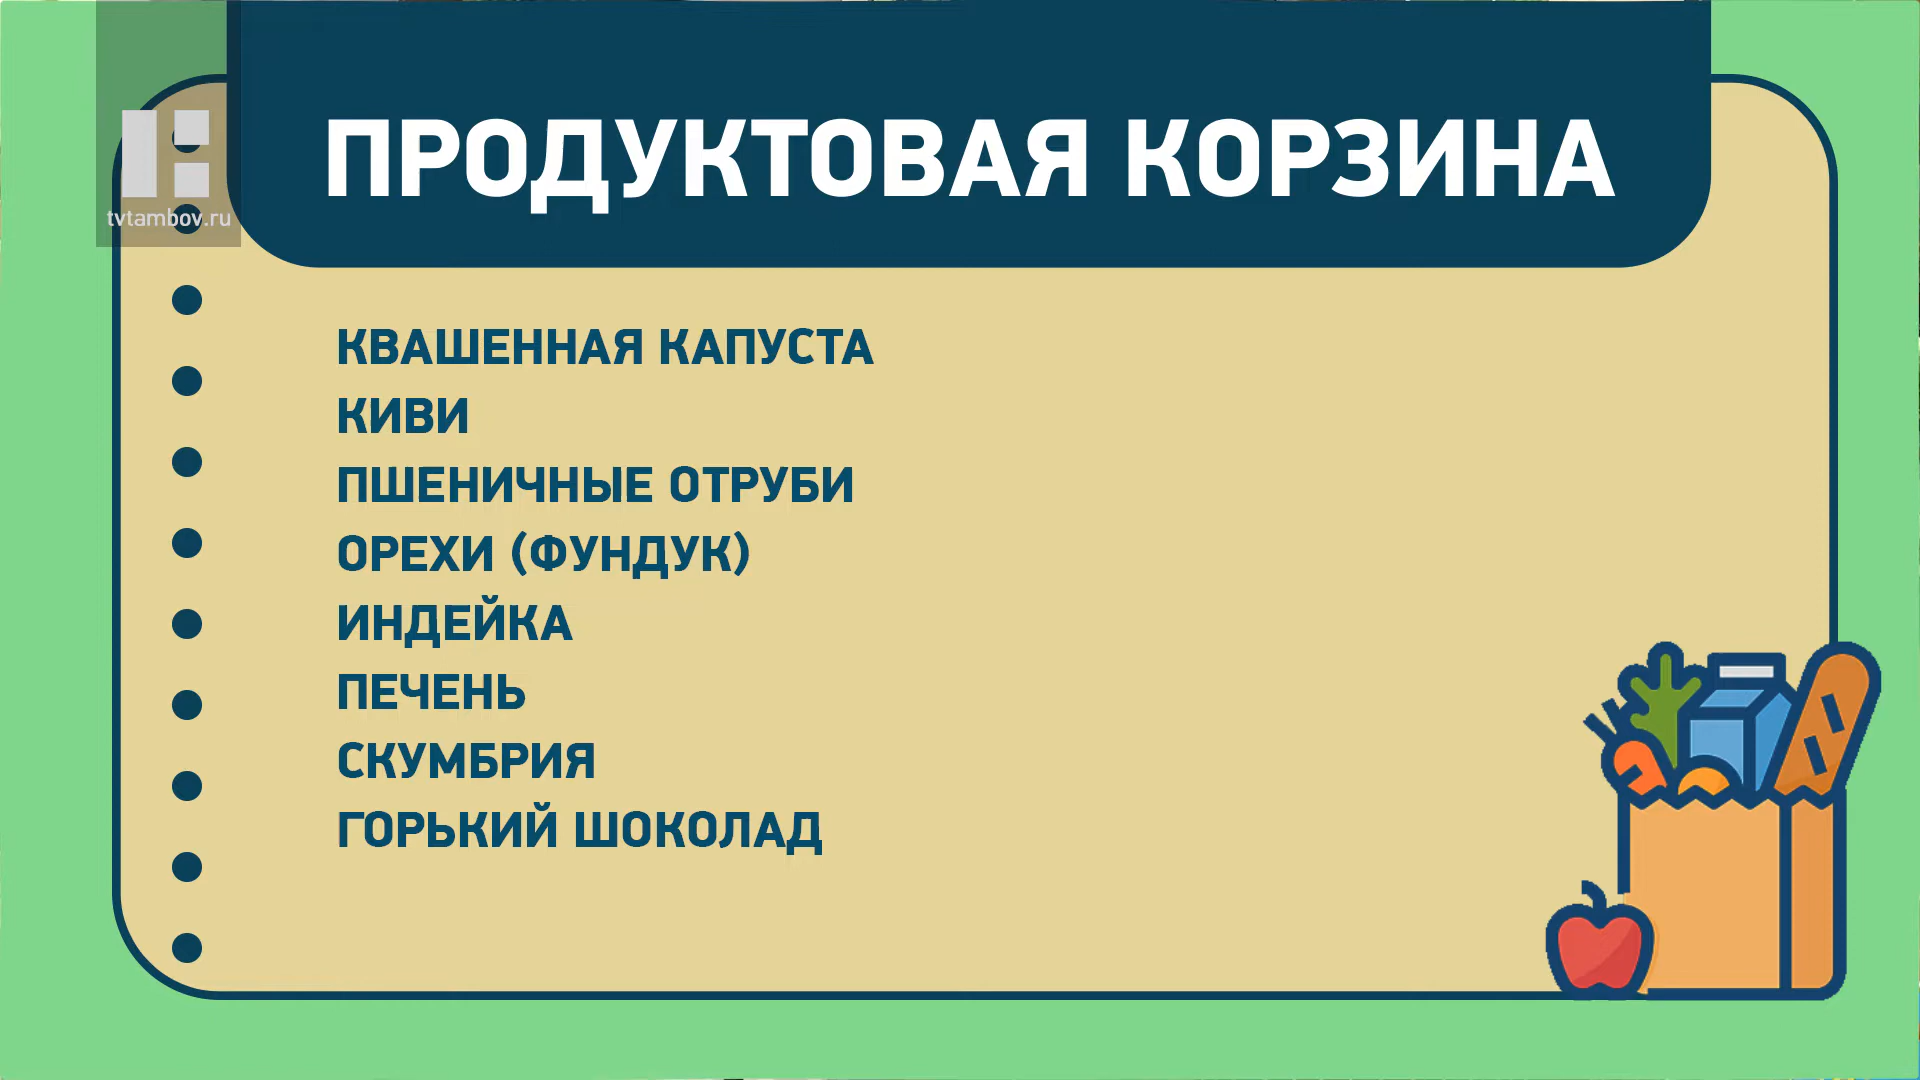 ПРОДУКТОВАЯ КОРЗИНА
tvtambov.ru
КВАШЕННАЯ КАПУСТА
КИВИ
ПШЕНИЧНЫЕ ОТРУБИ
ОРЕХИ (ФУНДУК)
ИНДЕЙКА
ПЕЧЕНЬ
СКУМБРИЯ
ГОРЬКИЙ ШОКОЛАД